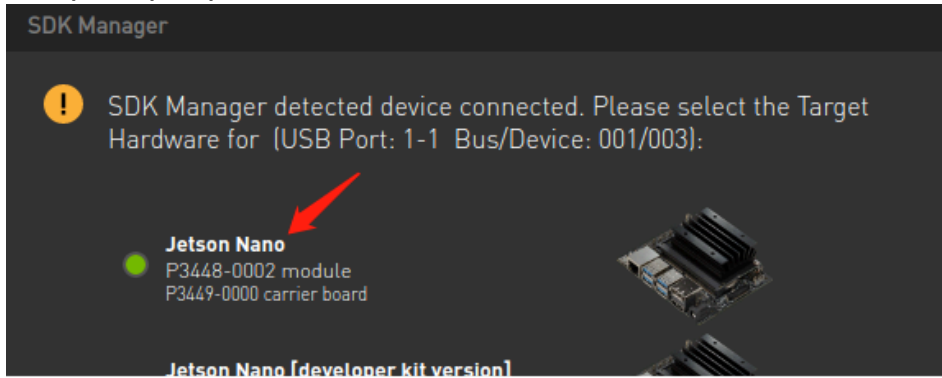 SDK Manager
SDK Manager detected device connected. Please select the Target
Hardware for (USB Port: 1-1 Bus/Device: 001/003):
Jetson Nano
P3448-0002 module
P3449-0000 carrier board
Jetson Nano [developer kit version]